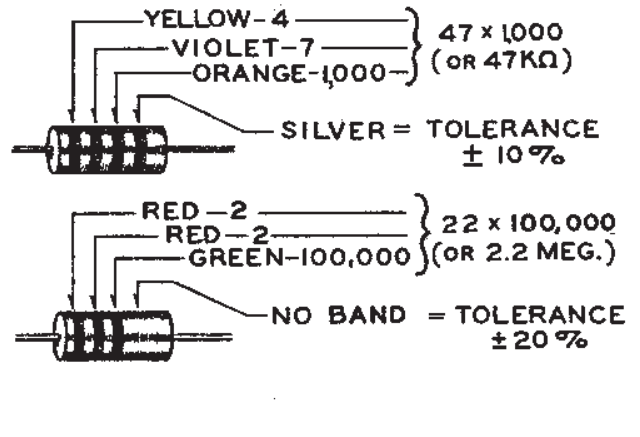 YELLOW-4
VIOLET-7
ORANGE-1,000
47 × 1,000
(OR 47KΩ)
SILVER = TOLERANCE
± 10%
RED-2
RED-2
GREEN-100,000
22 × 100,000
(OR 2.2 MEG.)
NO BAND = TOLERANCE
± 20%